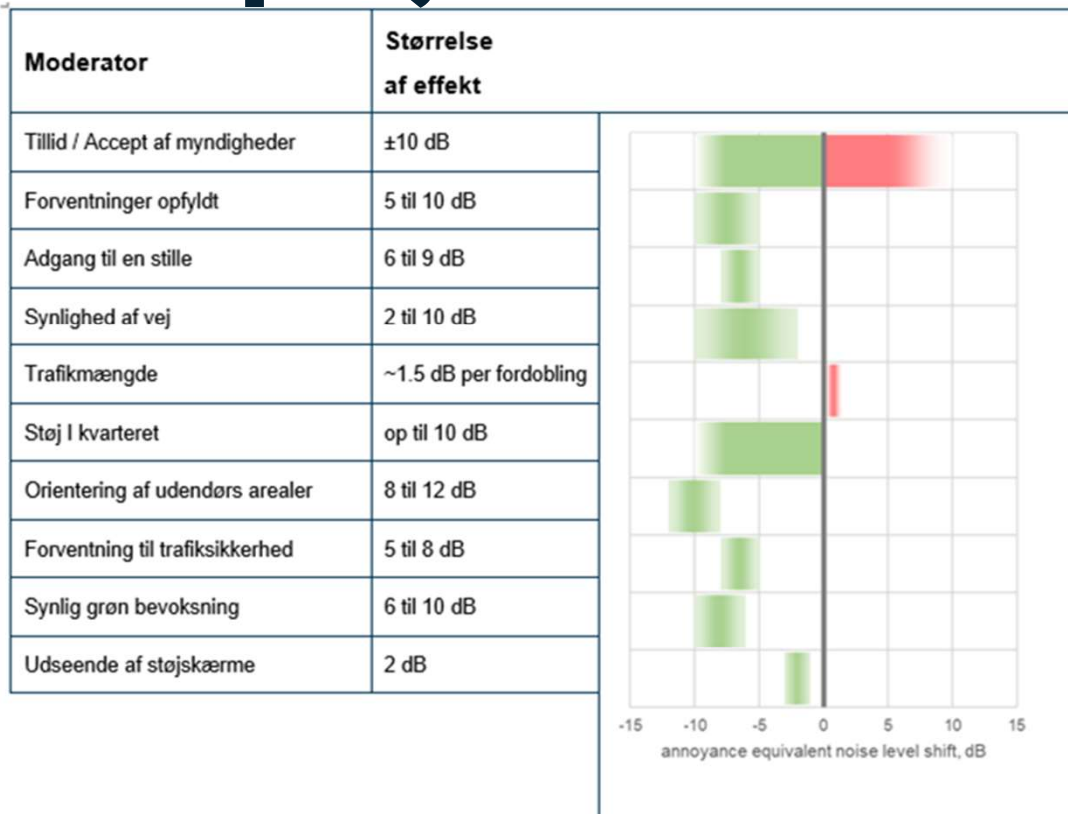 Moderator
Størrelse
af effekt
Tillid / Accept af myndigheder
±10 dB
Forventninger opfyldt
5 til 10 dB
Adgang til en stille
6 til 9 dB
Synlighed af vej
2 til 10 dB
Trafikmængde
~1.5 dB per fordobling
Støj I kvarteret
op til 10 dB
Orientering af udendørs arealer
8 til 12 dB
Forventning til trafiksikkerhed
5 til 8 dB
Synlig grøn bevoksning
6 til 10 dB
Udseende af støjskærme
2 dB
-15 -10 -5 0 5 10 15
annoyance equivalent noise level shift, dB